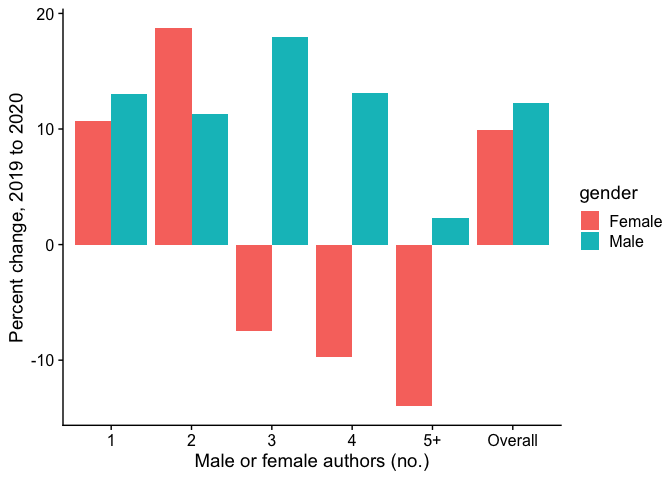 20
10
0
-10
Percent change, 2019 to 2020
1 2 3 4 5+ Overall
Male or female authors (no.)
gender
Female
Male